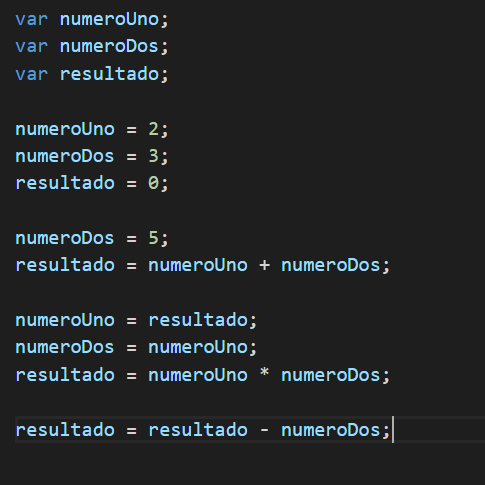 var numeroUno;
var numeroDos;
var resultado;
numeroUno = 2;
numeroDos = 3;
resultado = 0;
numeroDos = 5;
resultado = numeroUno + numeroDos;
numeroUno = resultado;
numeroDos = numeroUno;
resultado = numeroUno * numeroDos;
resultado = resultado - numeroDos;